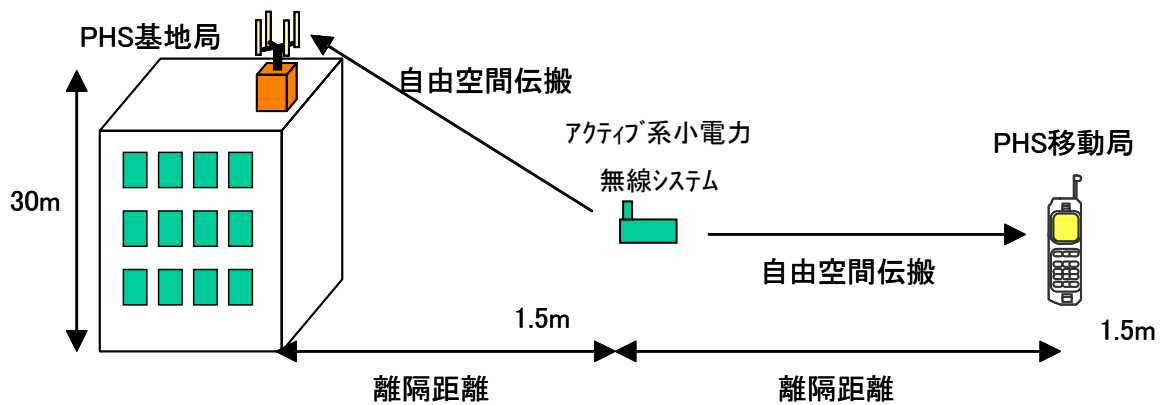 PHS基地局
自由空間伝搬
ｱｸﾃｨﾌﾞ系小電力
無線ｼｽﾃﾑ
PHS移動局
30m
自由空間伝搬
1.5m
1.5m
離隔距離
離隔距離